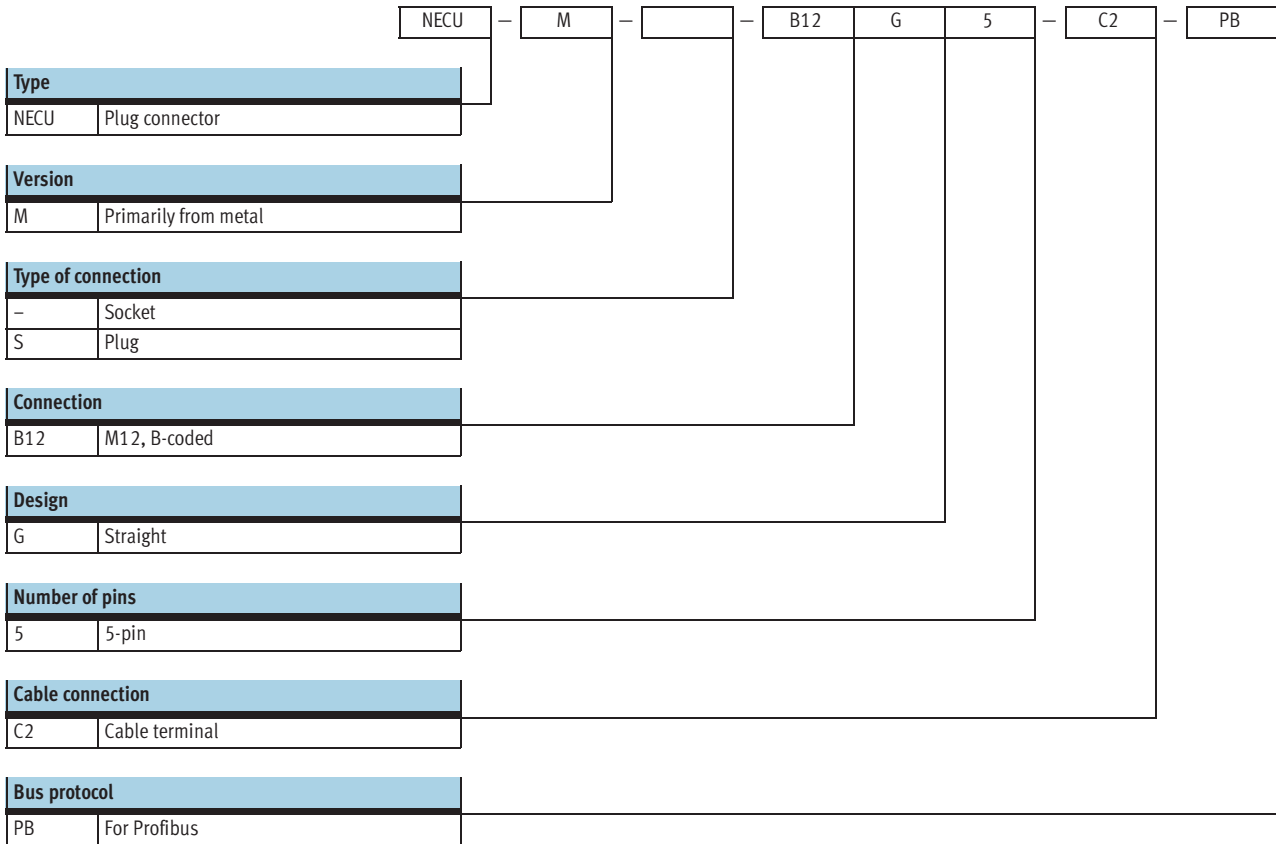 NECU – M – – B12 G 5 – C2 – PB
Type
NECU Plug connector
Version
M Primarily from metal
Type of connection
– Socket
S Plug
Connection
B12 M12, B-coded
Design
G Straight
Number of pins
5 5-pin
Cable connection
C2 Cable terminal
Bus protocol
PB For Profibus